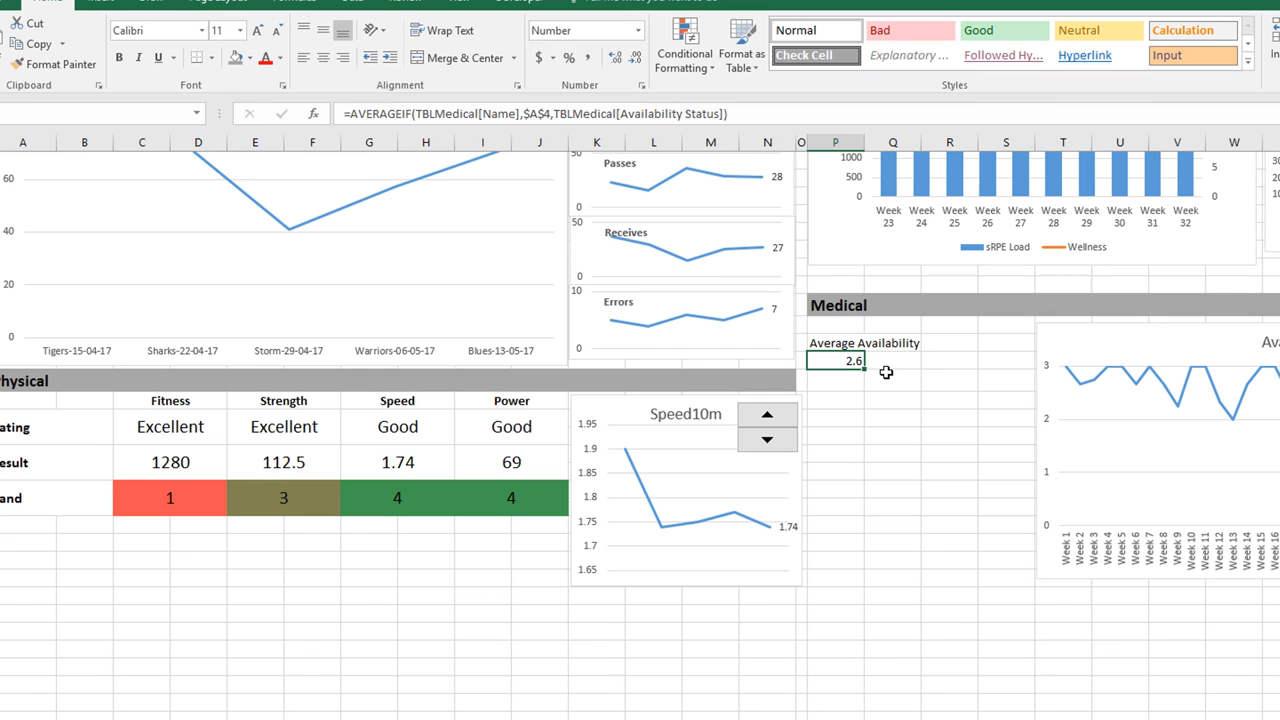 Cut
Copy
Format Painter
Clipboard
Calibri 11
B I U
Font
Wrap Text
Merge & Center
Alignment
Number
$ % ,
Number
Conditional
Formatting
Format as
Table
Normal Bad Good Neutral Calculation
Check Cell Explanatory ... Followed Hy... Hyperlink Input
Styles
fx =AVERAGEIF(TBLMedical[Name],$A$4,TBLMedical[Availability Status])
A B C D E F G H I J K L M N O P Q R S T U V W
60
40
20
0
Tigers-15-04-17 Sharks-22-04-17 Storm-29-04-17 Warriors-06-05-17 Blues-13-05-17
50
Passes
28
0
50
Receives
27
0
10
Errors
7
0
1000
500
0
5
0
Week 23 Week 24 Week 25 Week 26 Week 27 Week 28 Week 29 Week 30 Week 31 Week 32
sRPE Load Wellness
Medical
Average Availability
2.6
3
2
1
0
Week 1 Week 2 Week 3 Week 4 Week 5 Week 6 Week 7 Week 8 Week 9 Week 10 Week 11 Week 12 Week 13 Week 14 Week 15 Week 16
Physical
Fitness Strength Speed Power
ating Excellent Excellent Good Good
esult 1280 112.5 1.74 69
and 1 3 4 4
Speed10m
1.95
1.9
1.85
1.8
1.75
1.7
1.65
1.74